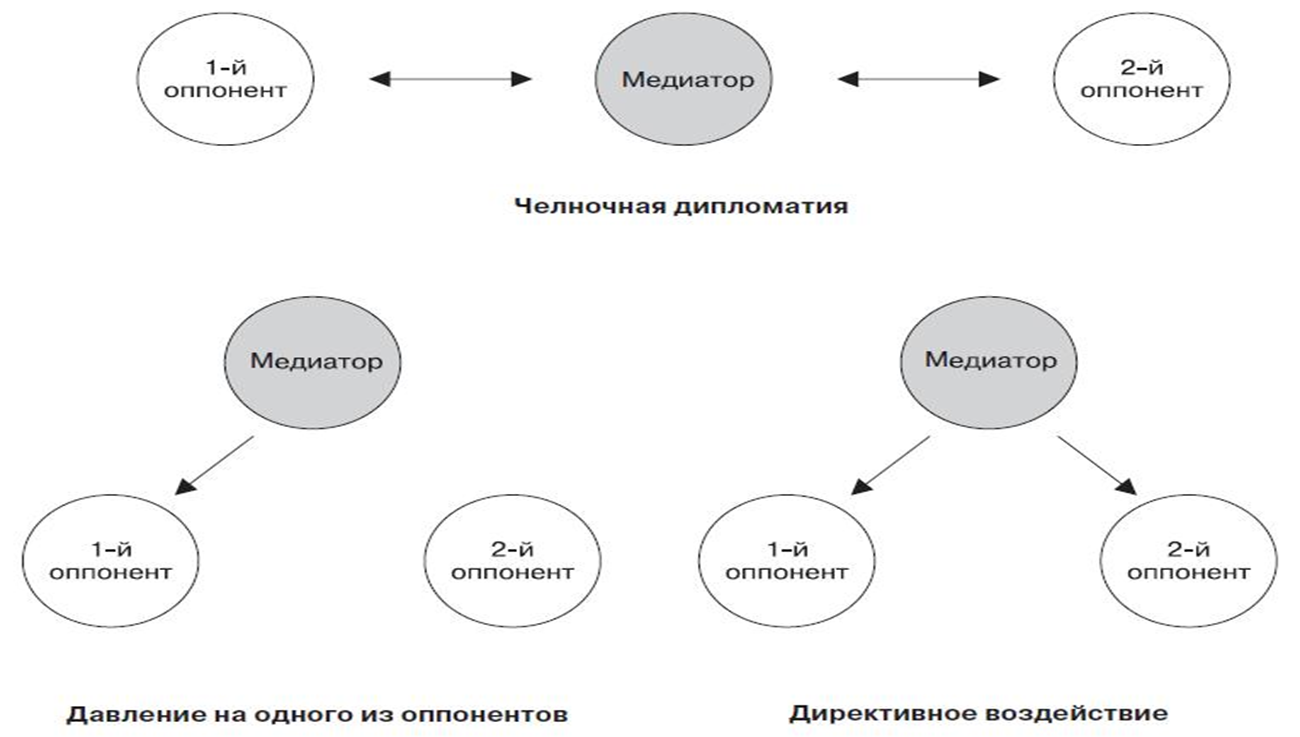 1-й
оппонент
Медиатор
2-й
оппонент
Челночная дипломатия
Медиатор
1-й
оппонент
2-й
оппонент
Давление на одного из оппонентов
Медиатор
1-й
оппонент
2-й
оппонент
Директивное воздействие